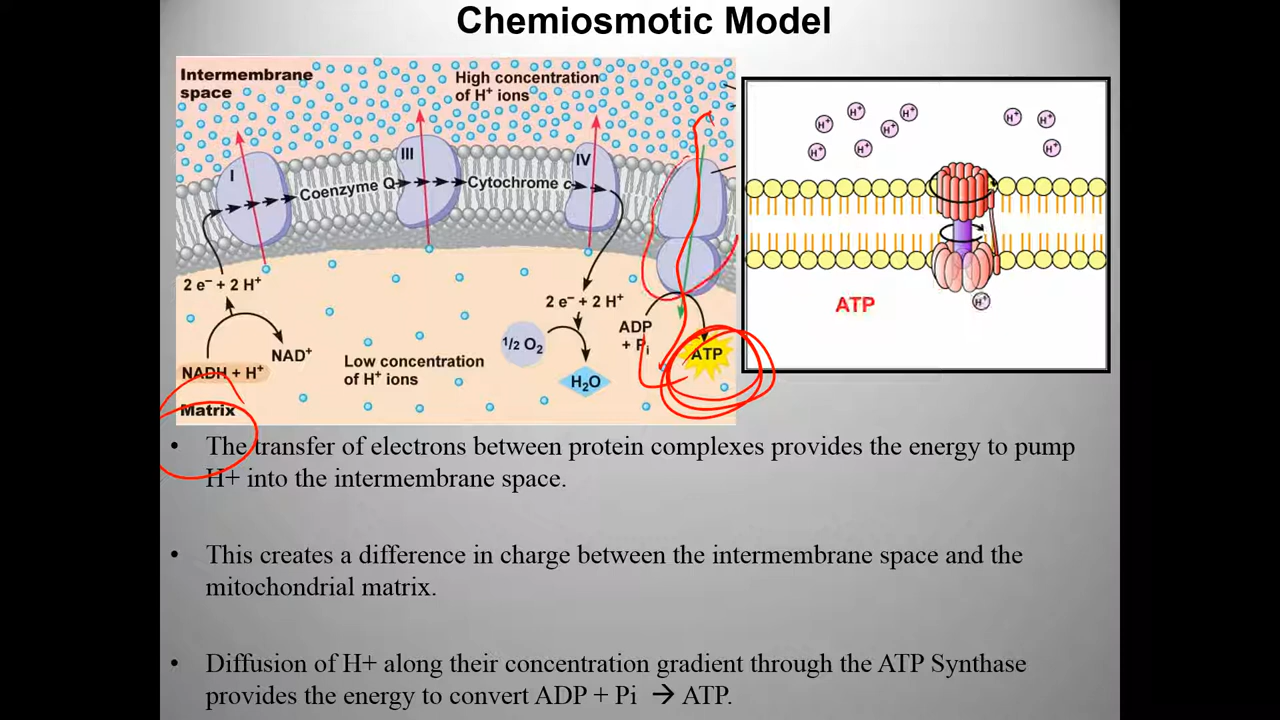 Chemiosmotic Model
Intermembrane
space
High concentration
of H⁺ ions
I
III
IV
Coenzyme Q
Cytochrome c
2 e⁻ + 2 H⁺
NAD⁺
NADH + H⁺
Matrix
Low concentration
of H⁺ ions
2 e⁻ + 2 H⁺
1/2 O₂
H₂O
ADP
+ Pi
ATP
H⁺
H⁺
H⁺
H⁺
H⁺
H⁺
H⁺
H⁺
H⁺
H⁺
ATP
• The transfer of electrons between protein complexes provides the energy to pump
H+ into the intermembrane space.
• This creates a difference in charge between the intermembrane space and the
mitochondrial matrix.
• Diffusion of H+ along their concentration gradient through the ATP Synthase
provides the energy to convert ADP + Pi → ATP.